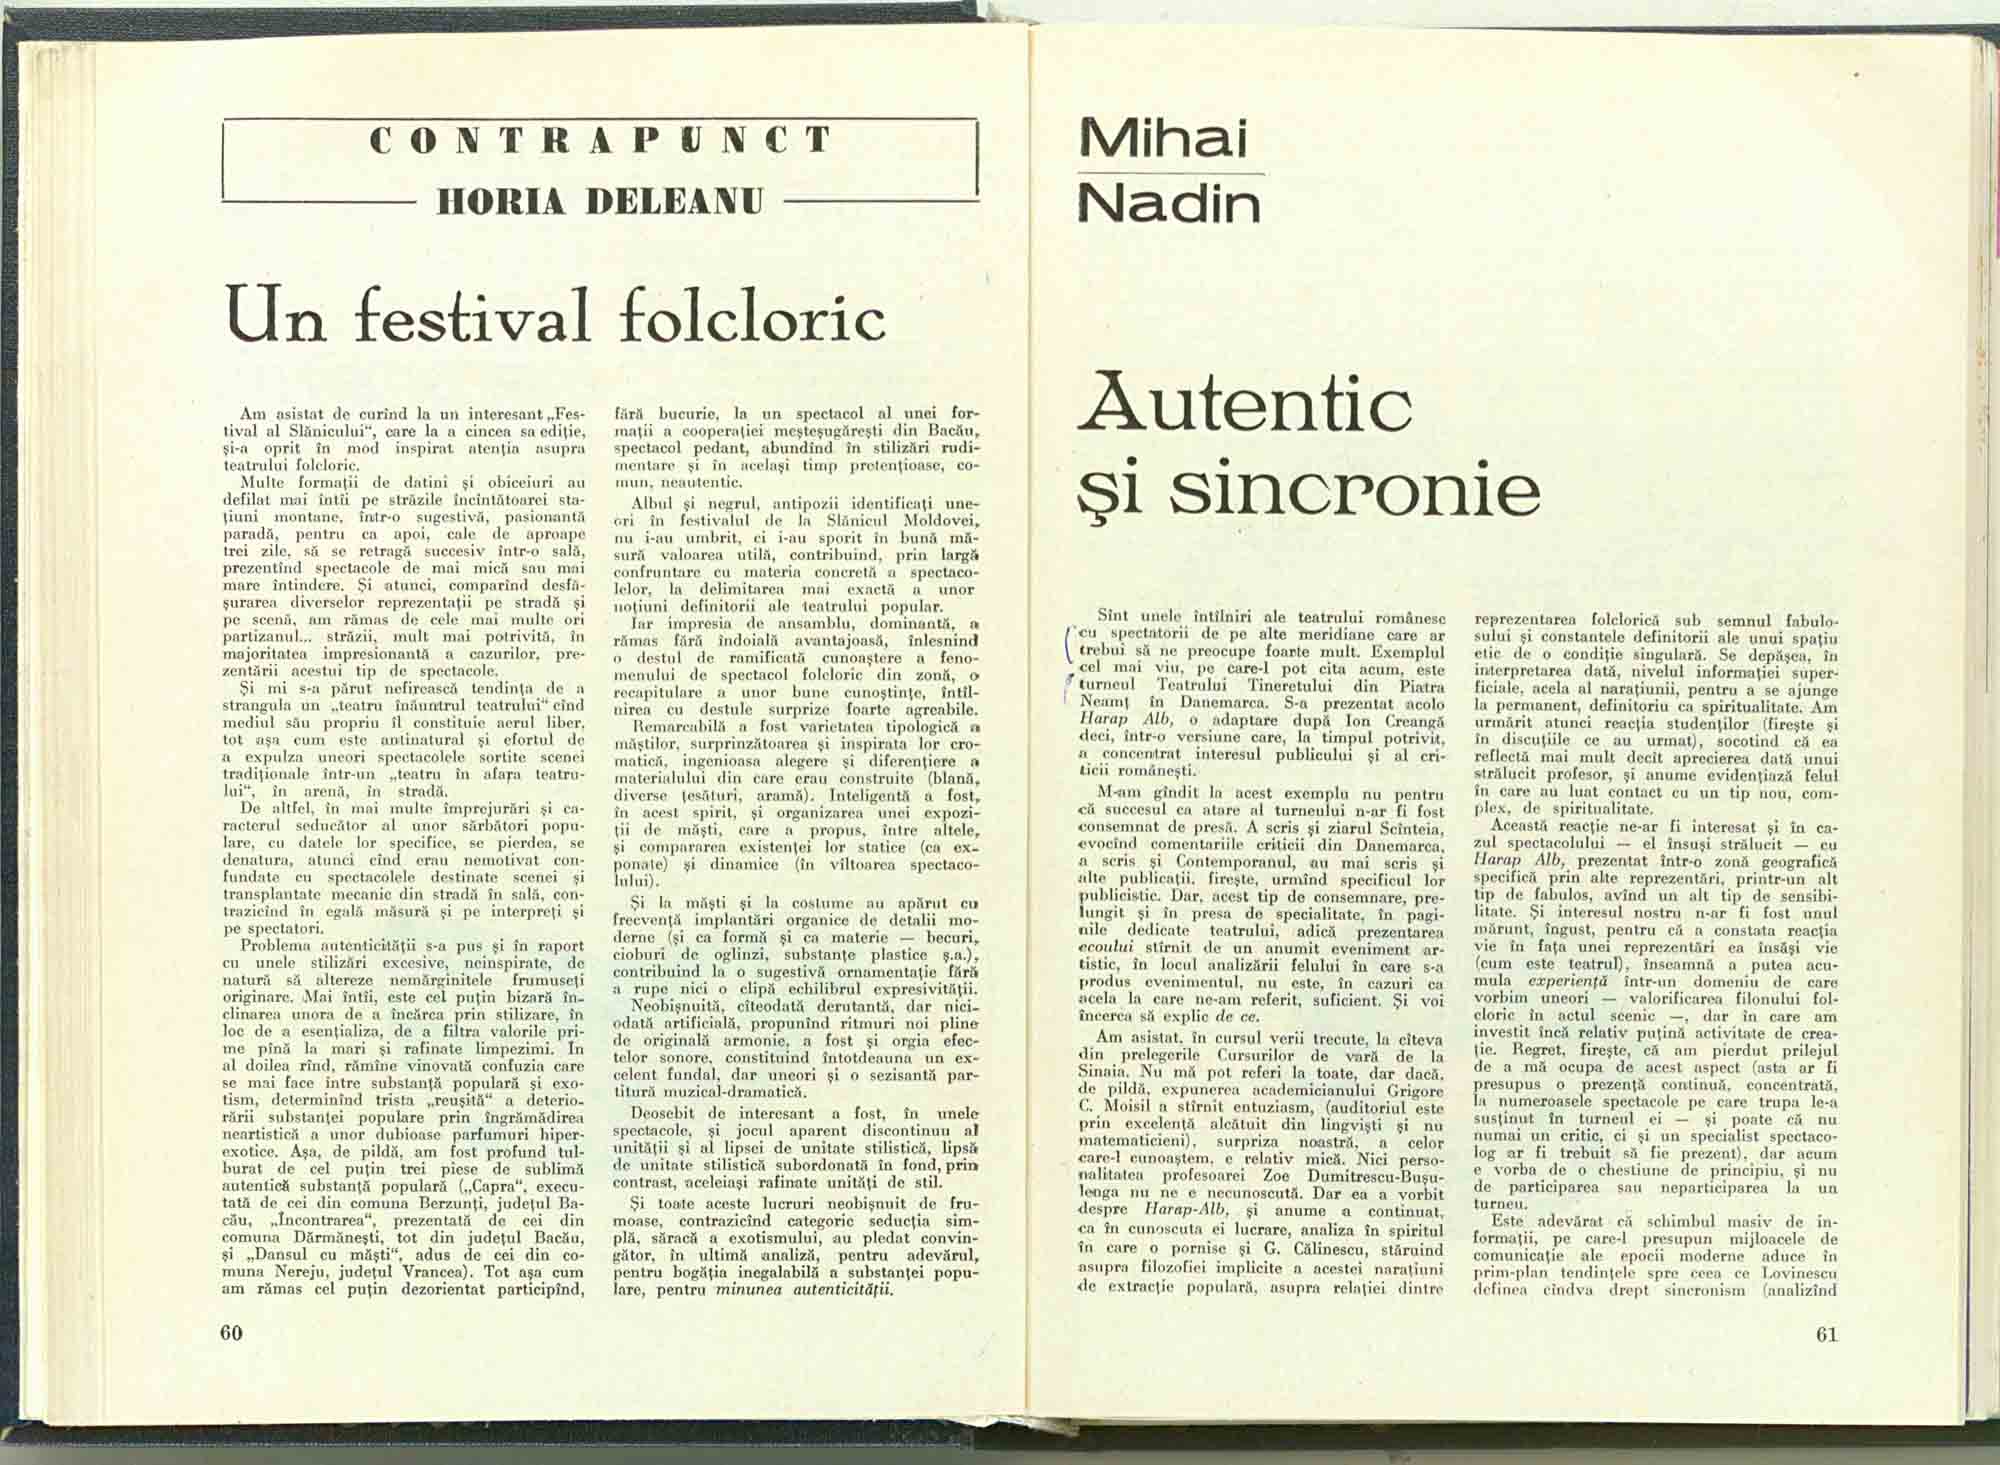 CONTRAPUNCT
HORIA DELEANU
Un festival folcloric
Am asistat de curînd la un interesant „Fes-
tival al Slănicului“, care la a cincea sa ediție,
și-a oprit în mod inspirat atenția asupra
teatrului folcloric.
Multe formații de datini și obiceiuri au
defilat mai întîi pe străzile încîntătoarei sta-
țiuni montane, într-o sugestivă, pasionantă
paradă, pentru ca apoi, cale de aproape
trei zile, să se retragă succesiv într-o sală,
prezentînd spectacole de mai mică sau mai
mare întindere. Și atunci, comparînd desfă-
șurarea diverselor reprezentații pe stradă și
pe scenă, am rămas de cele mai multe ori
partizanul... străzii, mult mai potrivită, în
majoritatea impresionantă a cazurilor, pre-
zentării acestui tip de spectacole.
Și mi s-a părut nefirească tendința de a
strangula un „teatru înăuntrul teatrului“ cînd
mediul său propriu îl constituie aerul liber,
tot așa cum este antinatural și efortul de
a expulza uneori spectacolele sortite scenei
tradiționale într-un „teatru în afara teatru-
lui“, în arenă, în stradă.
De altfel, în mai multe împrejurări și ca-
racterul seducător al unor sărbători popu-
lare, cu datele lor specifice, se pierdea, se
denatura, atunci cînd erau nemotivat con-
fundate cu spectacolele destinate scenei și
transplantate mecanic din stradă în sală, con-
trazicînd în egală măsură și pe interpreți și
pe spectatori.
Problema autenticității s-a pus și în raport
cu unele stilizări excesive, neinspirate, de
natură să altereze nemărginitele frumuseți
originare. Mai întîi, este cel puțin bizară în-
clinarea unora de a încărca prin stilizare, în
loc de a esențializa, de a filtra valorile pri-
me pînă la mari și rafinate limpezimi. În
al doilea rînd, rămîne vinovată confuzia care
se mai face între substanță populară și exo-
tism, determinînd trista „reușită“ a deterio-
rării substanței populare prin îngrămădirea
neartistică a unor dubioase parfumuri hiper-
exotice. Așa, de pildă, am fost profund tul-
burat de cel puțin trei piese de sublimă
autentică substanță populară („Capra“, execu-
tată de cei din comuna Berzunți, județul Ba-
cău, „Incontrarea“, prezentată de cei din
comuna Dărmănești, tot din județul Bacău,
și „Dansul cu măști“, adus de cei din co-
muna Nereju, județul Vrancea). Tot așa cum
am rămas cel puțin dezorientat participînd,
fără bucurie, la un spectacol al unei for-
mații a cooperației meșteșugărești din Bacău,
spectacol pedant, abundînd în stilizări rudi-
mentare și în același timp pretențioase, co-
mun, neautentic.
Albul și negrul, antipozii identificați une-
ori în festivalul de la Slănicul Moldovei,
nu i-au umbrit, ci i-au sporit în bună mă-
sură valoarea utilă, contribuind, prin largă
confruntare cu materia concretă a spectaco-
lelor, la delimitarea mai exactă a unor
noțiuni definitorii ale teatrului popular.
Iar impresia de ansamblu, dominantă, a
rămas fără îndoială avantajoasă, înlesnind
o destul de ramificată cunoaștere a feno-
menului de spectacol folcloric din zonă, o
recapitulare a unor bune cunoștințe, întîl-
nirea cu destule surprize foarte agreabile.
Remarcabilă a fost varietatea tipologică a
măștilor, surprinzătoarea și inspirata lor cro-
matică, ingenioasa alegere și diferențiere a
materialului din care erau construite (blană,
diverse țesături, aramă). Inteligentă a fost,
în acest spirit, și organizarea unei expozi-
ții de măști, care a propus, între altele,
și compararea existenței lor statice (ca ex-
ponate) și dinamice (în vîltoarea spectaco-
lului).
Și la măști și la costume au apărut cu
frecvență implantări organice de detalii mo-
derne (și ca formă și ca materie — becuri,
cioburi de oglinzi, substanțe plastice ș.a.),
contribuind la o sugestivă ornamentație fără
a rupe nici o clipă echilibrul expresivității.
Neobișnuită, cîteodată derutantă, dar nici-
odată artificială, propunînd ritmuri noi pline
de originală armonie, a fost și orgia efec-
telor sonore, constituind întotdeauna un ex-
celent fundal, dar uneori și o sezisantă par-
titură muzical-dramatică.
Deosebit de interesant a fost, în unele
spectacole, și jocul aparent discontinuu al
unității și al lipsei de unitate stilistică, lipsă
de unitate stilistică subordonată în fond, prin
contrast, aceleiași rafinate unități de stil.
Și toate aceste lucruri neobișnuit de fru-
moase, contrazicînd categoric seducția sim-
plă, săracă a exotismului, au pledat convin-
gător, în ultimă analiză, pentru adevărul,
pentru bogăția inegalabilă a substanței popu-
lare, pentru minunea autenticității.
60
Mihai
Nadin
Autentic
și sincronie
Sînt unele întîlniri ale teatrului românesc
cu spectatorii de pe alte meridiane care ar
trebui să ne preocupe foarte mult. Exemplul
cel mai viu, pe care-l pot cita acum, este
turneul Teatrului Tineretului din Piatra
Neamț în Danemarca. S-a prezentat acolo
Harap Alb, o adaptare după Ion Creangă
deci, într-o versiune care, la timpul potrivit,
a concentrat interesul publicului și al cri-
ticii românești.
M-am gîndit la acest exemplu nu pentru
că succesul ca atare al turneului n-ar fi fost
consemnat de presă. A scris și ziarul Scînteia,
evocînd comentariile criticii din Danemarca,
a scris și Contemporanul, au mai scris și
alte publicații, firește, urmînd specificul lor
publicistic. Dar, acest tip de consemnare, pre-
lungit și în presa de specialitate, în pagi-
nile dedicate teatrului, adică prezentarea
ecoului stîrnit de un anumit eveniment ar-
tistic, în locul analizării felului în care s-a
produs evenimentul, nu este, în cazuri ca
acela la care ne-am referit, suficient. Și voi
încerca să explic de ce.
Am asistat, în cursul verii trecute, la cîteva
din prelegerile Cursurilor de vară de la
Sinaia. Nu mă pot referi la toate, dar dacă,
de pildă, expunerea academicianului Grigore
C. Moisil a stîrnit entuziasm, (auditoriul este
prin excelență alcătuit din lingviști și nu
matematicieni), surpriza noastră, a celor
care-l cunoaștem, e relativ mică. Nici perso-
nalitatea profesoarei Zoe Dumitrescu-Bușu-
lenga nu ne e necunoscută. Dar ea a vorbit
despre Harap-Alb, și anume a continuat,
ca în cunoscuta ei lucrare, analiza în spiritul
în care o pornise și G. Călinescu, stăruind
asupra filozofiei implicite a acestei narațiuni
de extracție populară, asupra relației dintre
reprezentarea folclorică sub semnul fabulo-
sului și constantele definitorii ale unui spațiu
etic de o condiție singulară. Se depășea, în
interpretarea dată, nivelul informației super-
ficiale, acela al narațiunii, pentru a se ajunge
la permanent, definitoriu ca spiritualitate. Am
urmărit atunci reacția studenților (firește și
în discuțiile ce au urmat), socotind că ea
reflectă mai mult decît aprecierea dată unui
strălucit profesor, și anume evidențiază felul
în care au luat contact cu un tip nou, com-
plex, de spiritualitate.
Această reacție ne-ar fi interesat și în ca-
zul spectacolului — el însuși strălucit — cu
Harap Alb, prezentat într-o zonă geografică
specifică prin alte reprezentări, printr-un alt
tip de fabulos, avînd un alt tip de sensibi-
litate. Și interesul nostru n-ar fi fost unul
mărunt, îngust, pentru că a constata reacția
vie în fața unei reprezentări ea însăși vie
(cum este teatrul), înseamnă a putea acu-
mula experiență într-un domeniu de care
vorbim uneori — valorificarea filonului fol-
cloric în actul scenic —, dar în care am
investit încă relativ puțină activitate de crea-
ție. Regret, firește, că am pierdut prilejul
de a mă ocupa de acest aspect (asta ar fi
presupus o prezență continuă, concentrată,
la numeroasele spectacole pe care trupa le-a
susținut în turneul ei — și poate că nu
numai un critic, ci și un specialist spectaco-
log ar fi trebuit să fie prezent), dar acum
e vorba de o chestiune de principiu, și nu
de participarea sau neparticiparea la un
turneu.
Este adevărat că schimbul masiv de in-
formații, pe care-l presupun mijloacele de
comunicație ale epocii moderne aduce în
prim-plan tendințele spre ceea ce Lovinescu
definea cîndva drept sincronism (analizînd
61